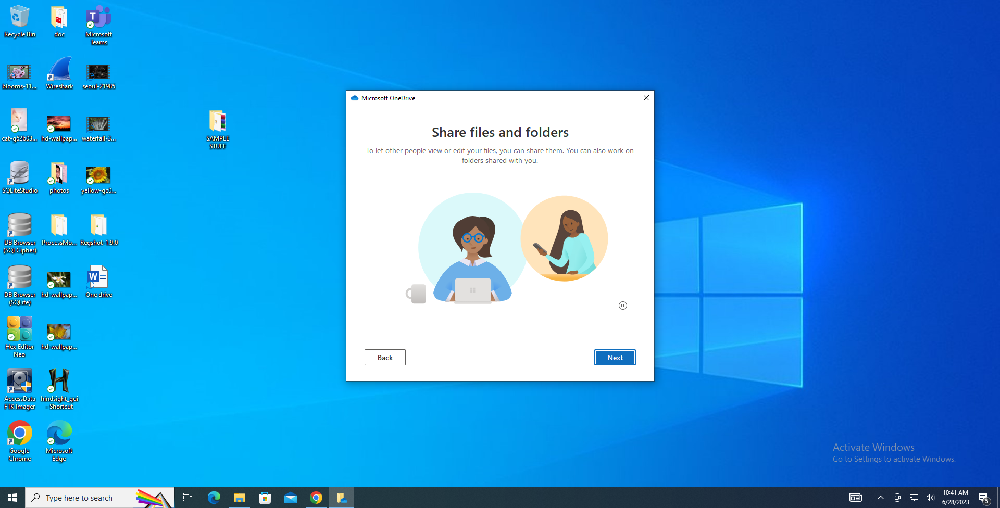 Recycle Bin
doc
Microsoft
Teams
blooms-11...
Wireshark
seoul-21985
cat-g62b03...
hd-wallpap...
waterfall-3...
SAMPLE
STUFF
SQLiteStudio
photos
yellow-gc0...
DB Browser
(SQLCipher)
ProcessMo...
Regshot-1.9.0
DB Browser
(SQLite)
hd-wallpap...
One drive
Hex Editor
Neo
hd-wallpap...
AccessData
FTK Imager
hindsight_gui
- Shortcut
Google
Chrome
Microsoft
Edge
Microsoft OneDrive
Share files and folders
To let other people view or edit your files, you can share them. You can also work on
folders shared with you.
Back
Next
Activate Windows
Go to Settings to activate Windows.
Type here to search
10:41 AM
6/28/2023
5